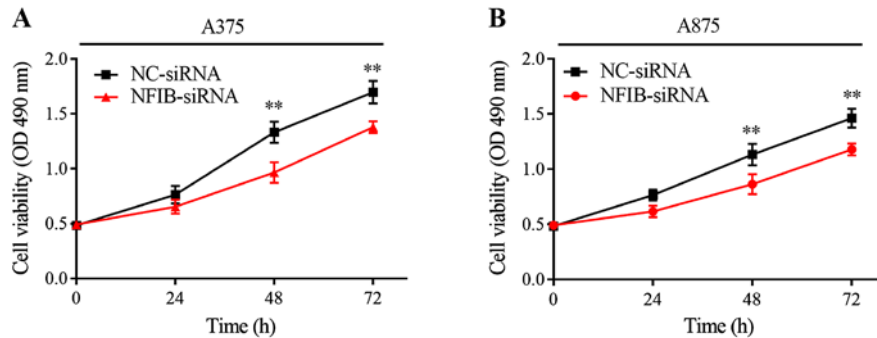 A
A375
Cell viability (OD 490 nm)
2.0
1.5
1.0
0.5
0.0
NC-siRNA
NFIB-siRNA
**
**
0 24 48 72
Time (h)
B
A875
Cell viability (OD 490 nm)
2.0
1.5
1.0
0.5
0.0
NC-siRNA
NFIB-siRNA
**
**
0 24 48 72
Time (h)